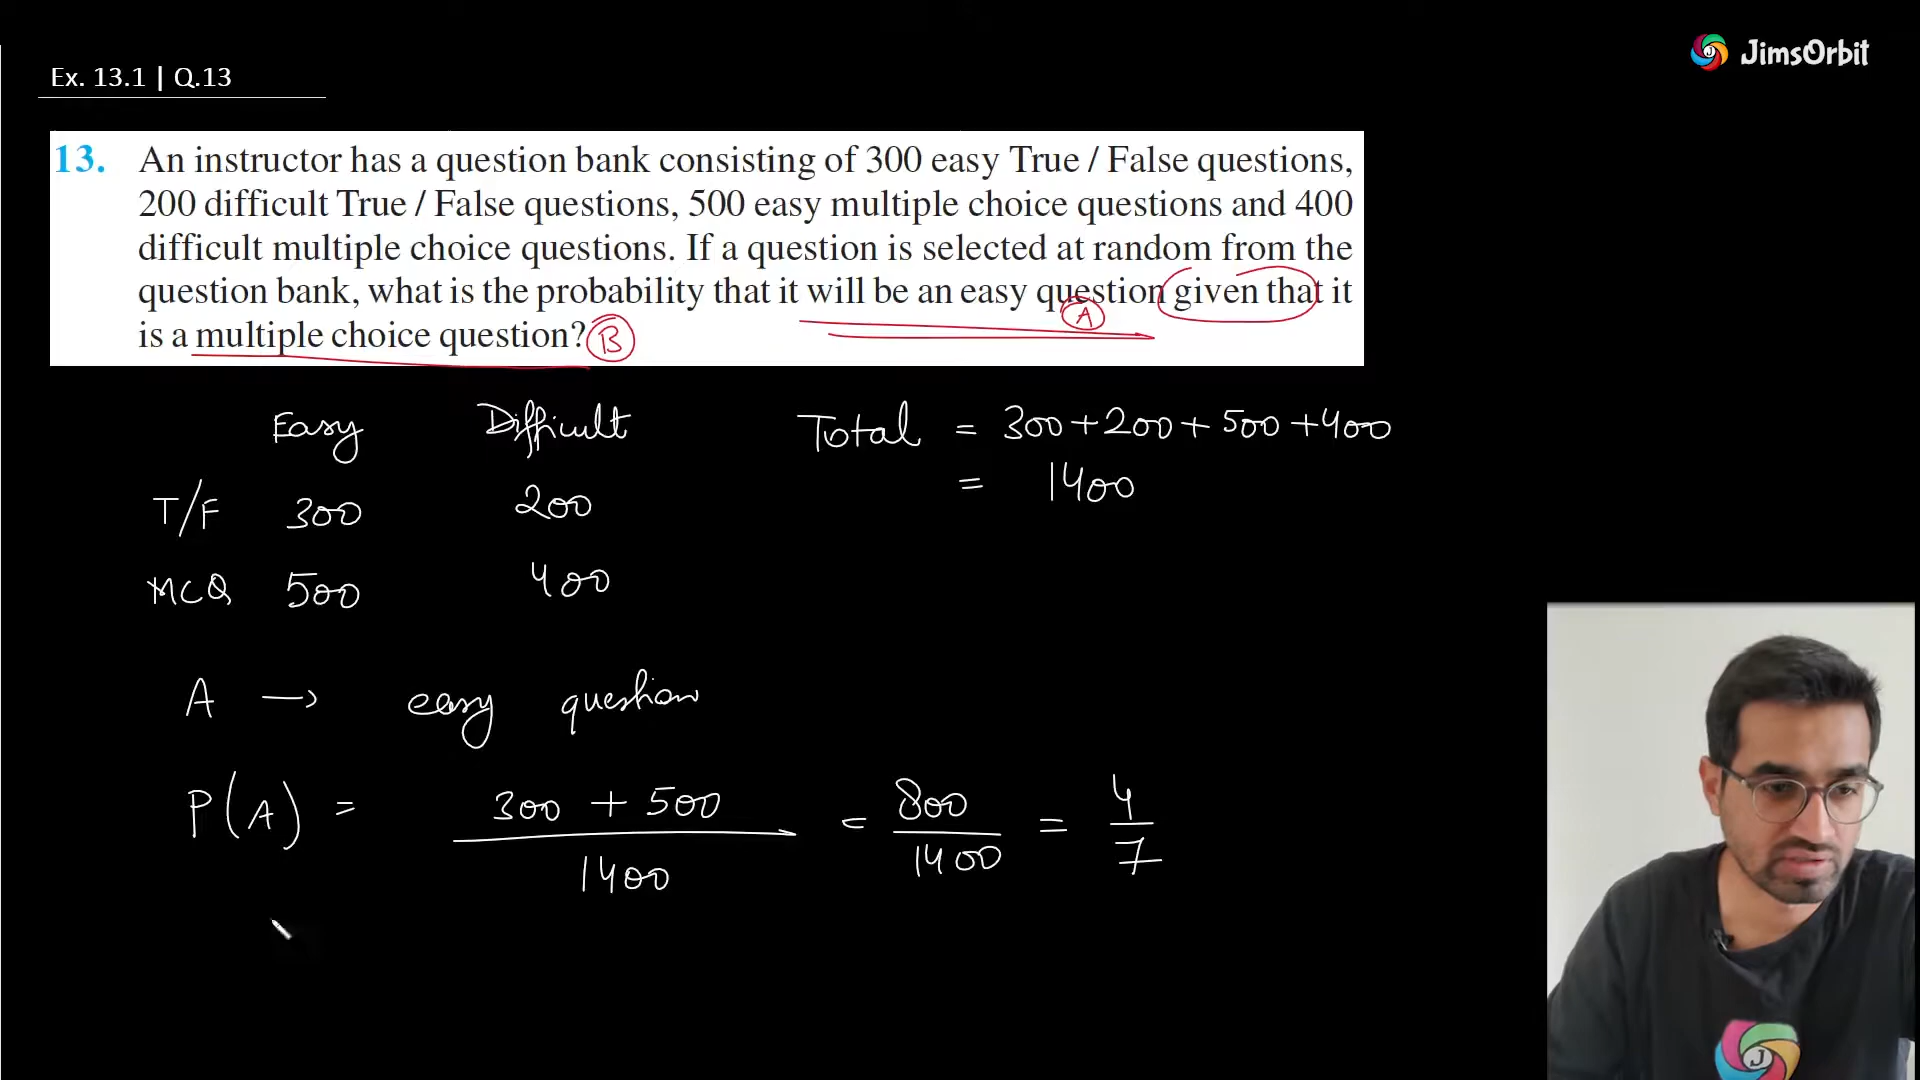 JimsOrbit
Ex. 13.1 | Q.13
13. An instructor has a question bank consisting of 300 easy True / False questions,
200 difficult True / False questions, 500 easy multiple choice questions and 400
difficult multiple choice questions. If a question is selected at random from the
question bank, what is the probability that it will be an easy question given that it
A
is a multiple choice question? B
Easy Difficult Total = 300+200+500+400
= 1400
T/F 300 200
MCQ 500 400
A → easy question
P(A) = 300 + 500 / 1400 = 800 / 1400 = 4 / 7
J